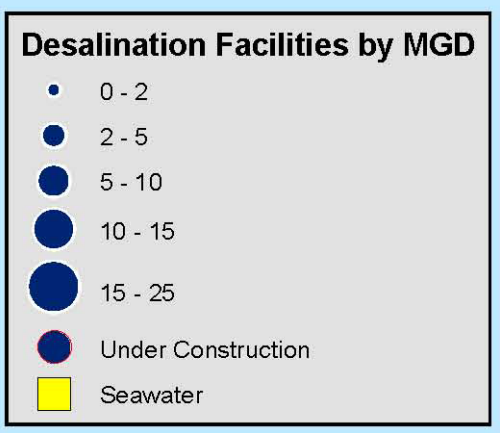 Desalination Facilities by MGD
0 - 2
2 - 5
5 - 10
10 - 15
15 - 25
Under Construction
Seawater